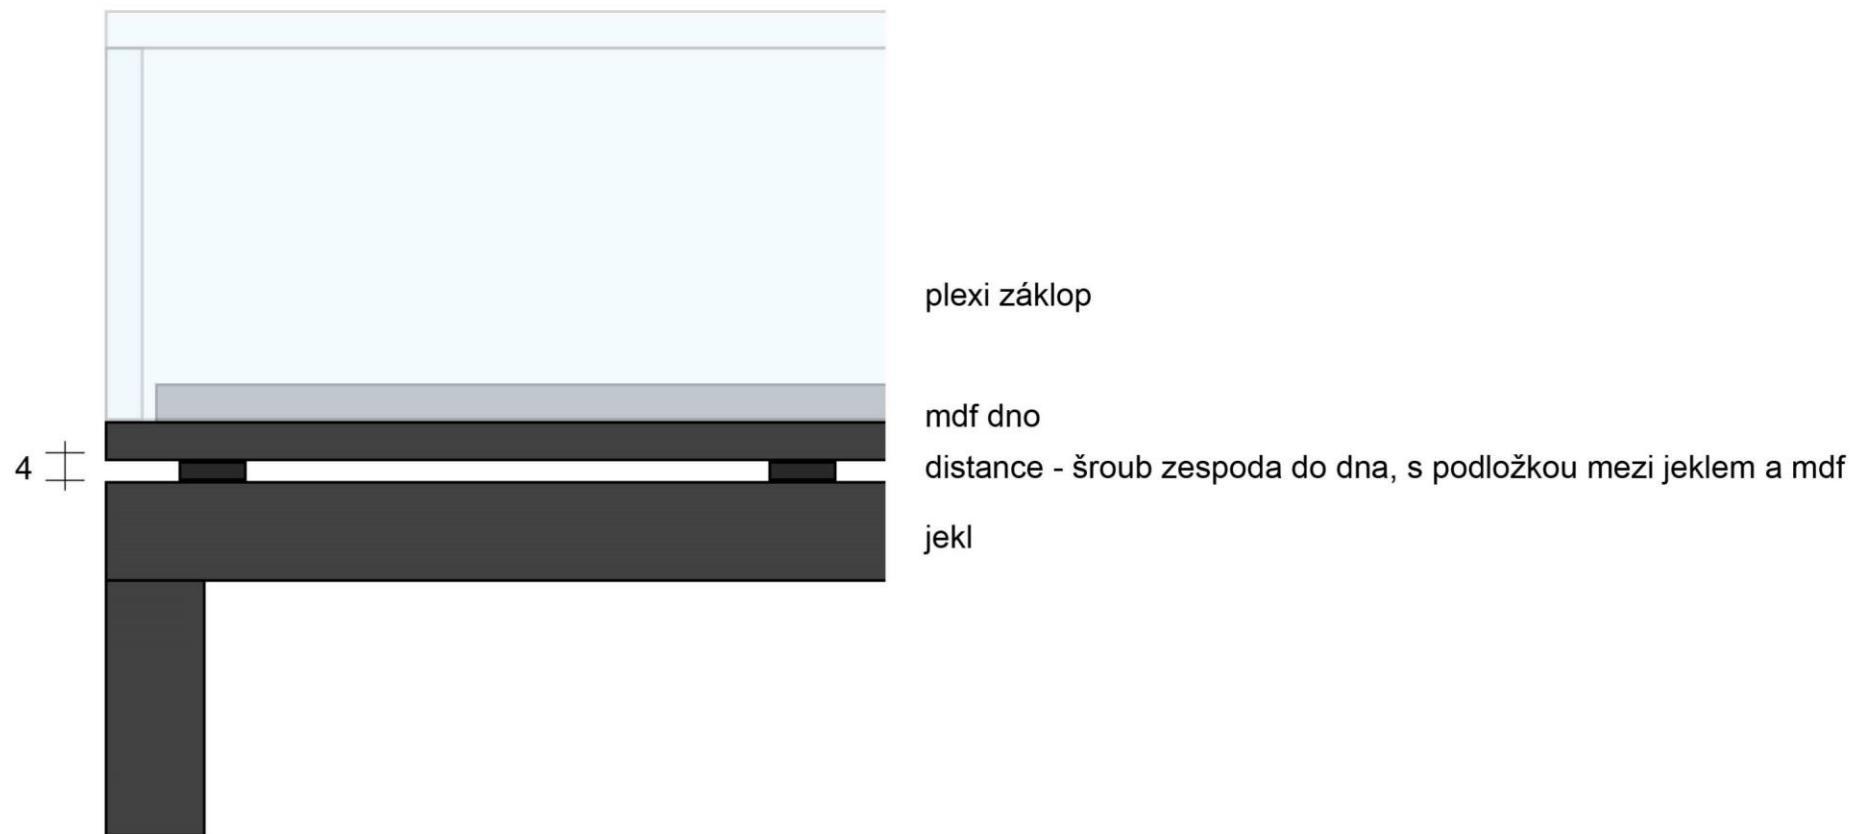 plexi záklop
mdf dno
4
distance - šroub zespoda do dna, s podložkou mezi jeklem a mdf
jekl